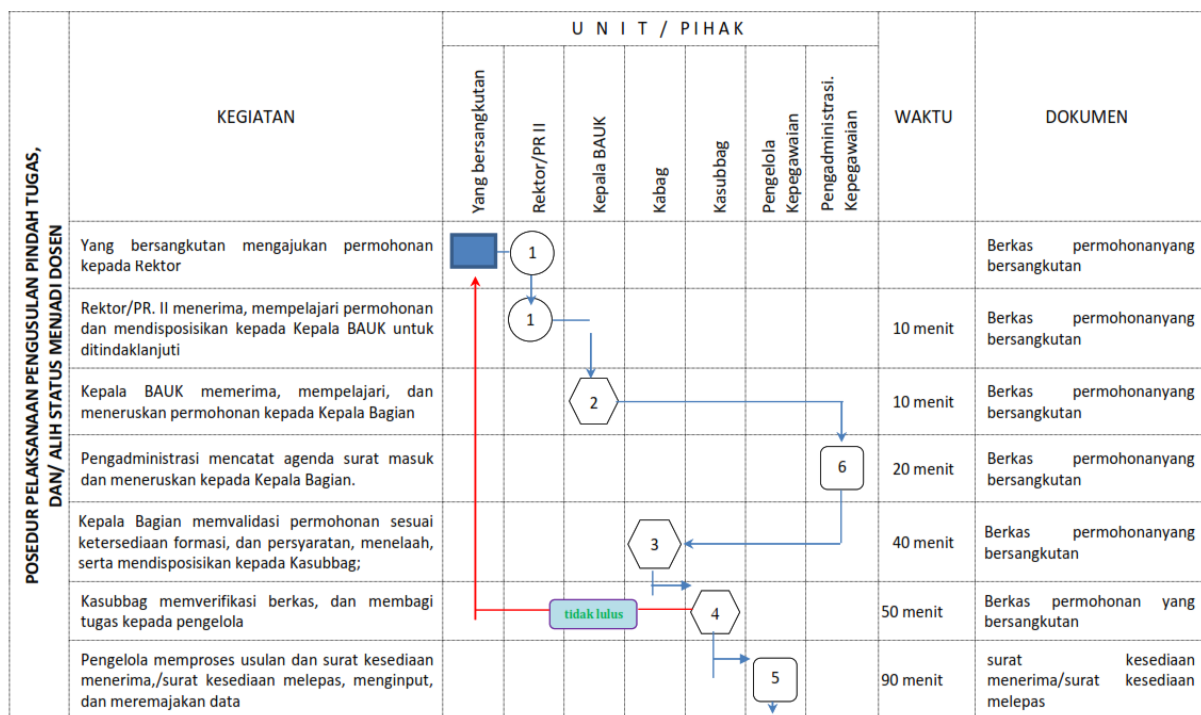 U N I T / PIHAK
POSEDUR PELAKSANAAN PENGUSULAN PINDAH TUGAS,
DAN/ ALIH STATUS MENJADI DOSEN
KEGIATAN
Yang bersangkutan
Rektor/PR II
Kepala BAUK
Kabag
Kasubbag
Pengelola
Kepegawaian
Pengadministrasi.
Kepegawaian
WAKTU
DOKUMEN
Yang bersangkutan mengajukan permohonan
kepada Rektor
1
Berkas permohonanyang
bersangkutan
Rektor/PR. II menerima, mempelajari permohonan
dan mendisposisikan kepada Kepala BAUK untuk
ditindaklanjuti
1
10 menit
Berkas permohonanyang
bersangkutan
Kepala BAUK memerima, mempelajari, dan
meneruskan permohonan kepada Kepala Bagian
2
10 menit
Berkas permohonanyang
bersangkutan
Pengadministrasi mencatat agenda surat masuk
dan meneruskan kepada Kepala Bagian.
6
20 menit
Berkas permohonanyang
bersangkutan
Kepala Bagian memvalidasi permohonan sesuai
ketersediaan formasi, dan persyaratan, menelaah,
serta mendisposisikan kepada Kasubbag;
3
40 menit
Berkas permohonanyang
bersangkutan
Kasubbag memverifikasi berkas, dan membagi
tugas kepada pengelola
tidak lulus
4
50 menit
Berkas permohonan yang
bersangkutan
Pengelola memproses usulan dan surat kesediaan
menerima,/surat kesediaan melepas, menginput,
dan meremajakan data
5
90 menit
surat kesediaan
menerima/surat kesediaan
melepas